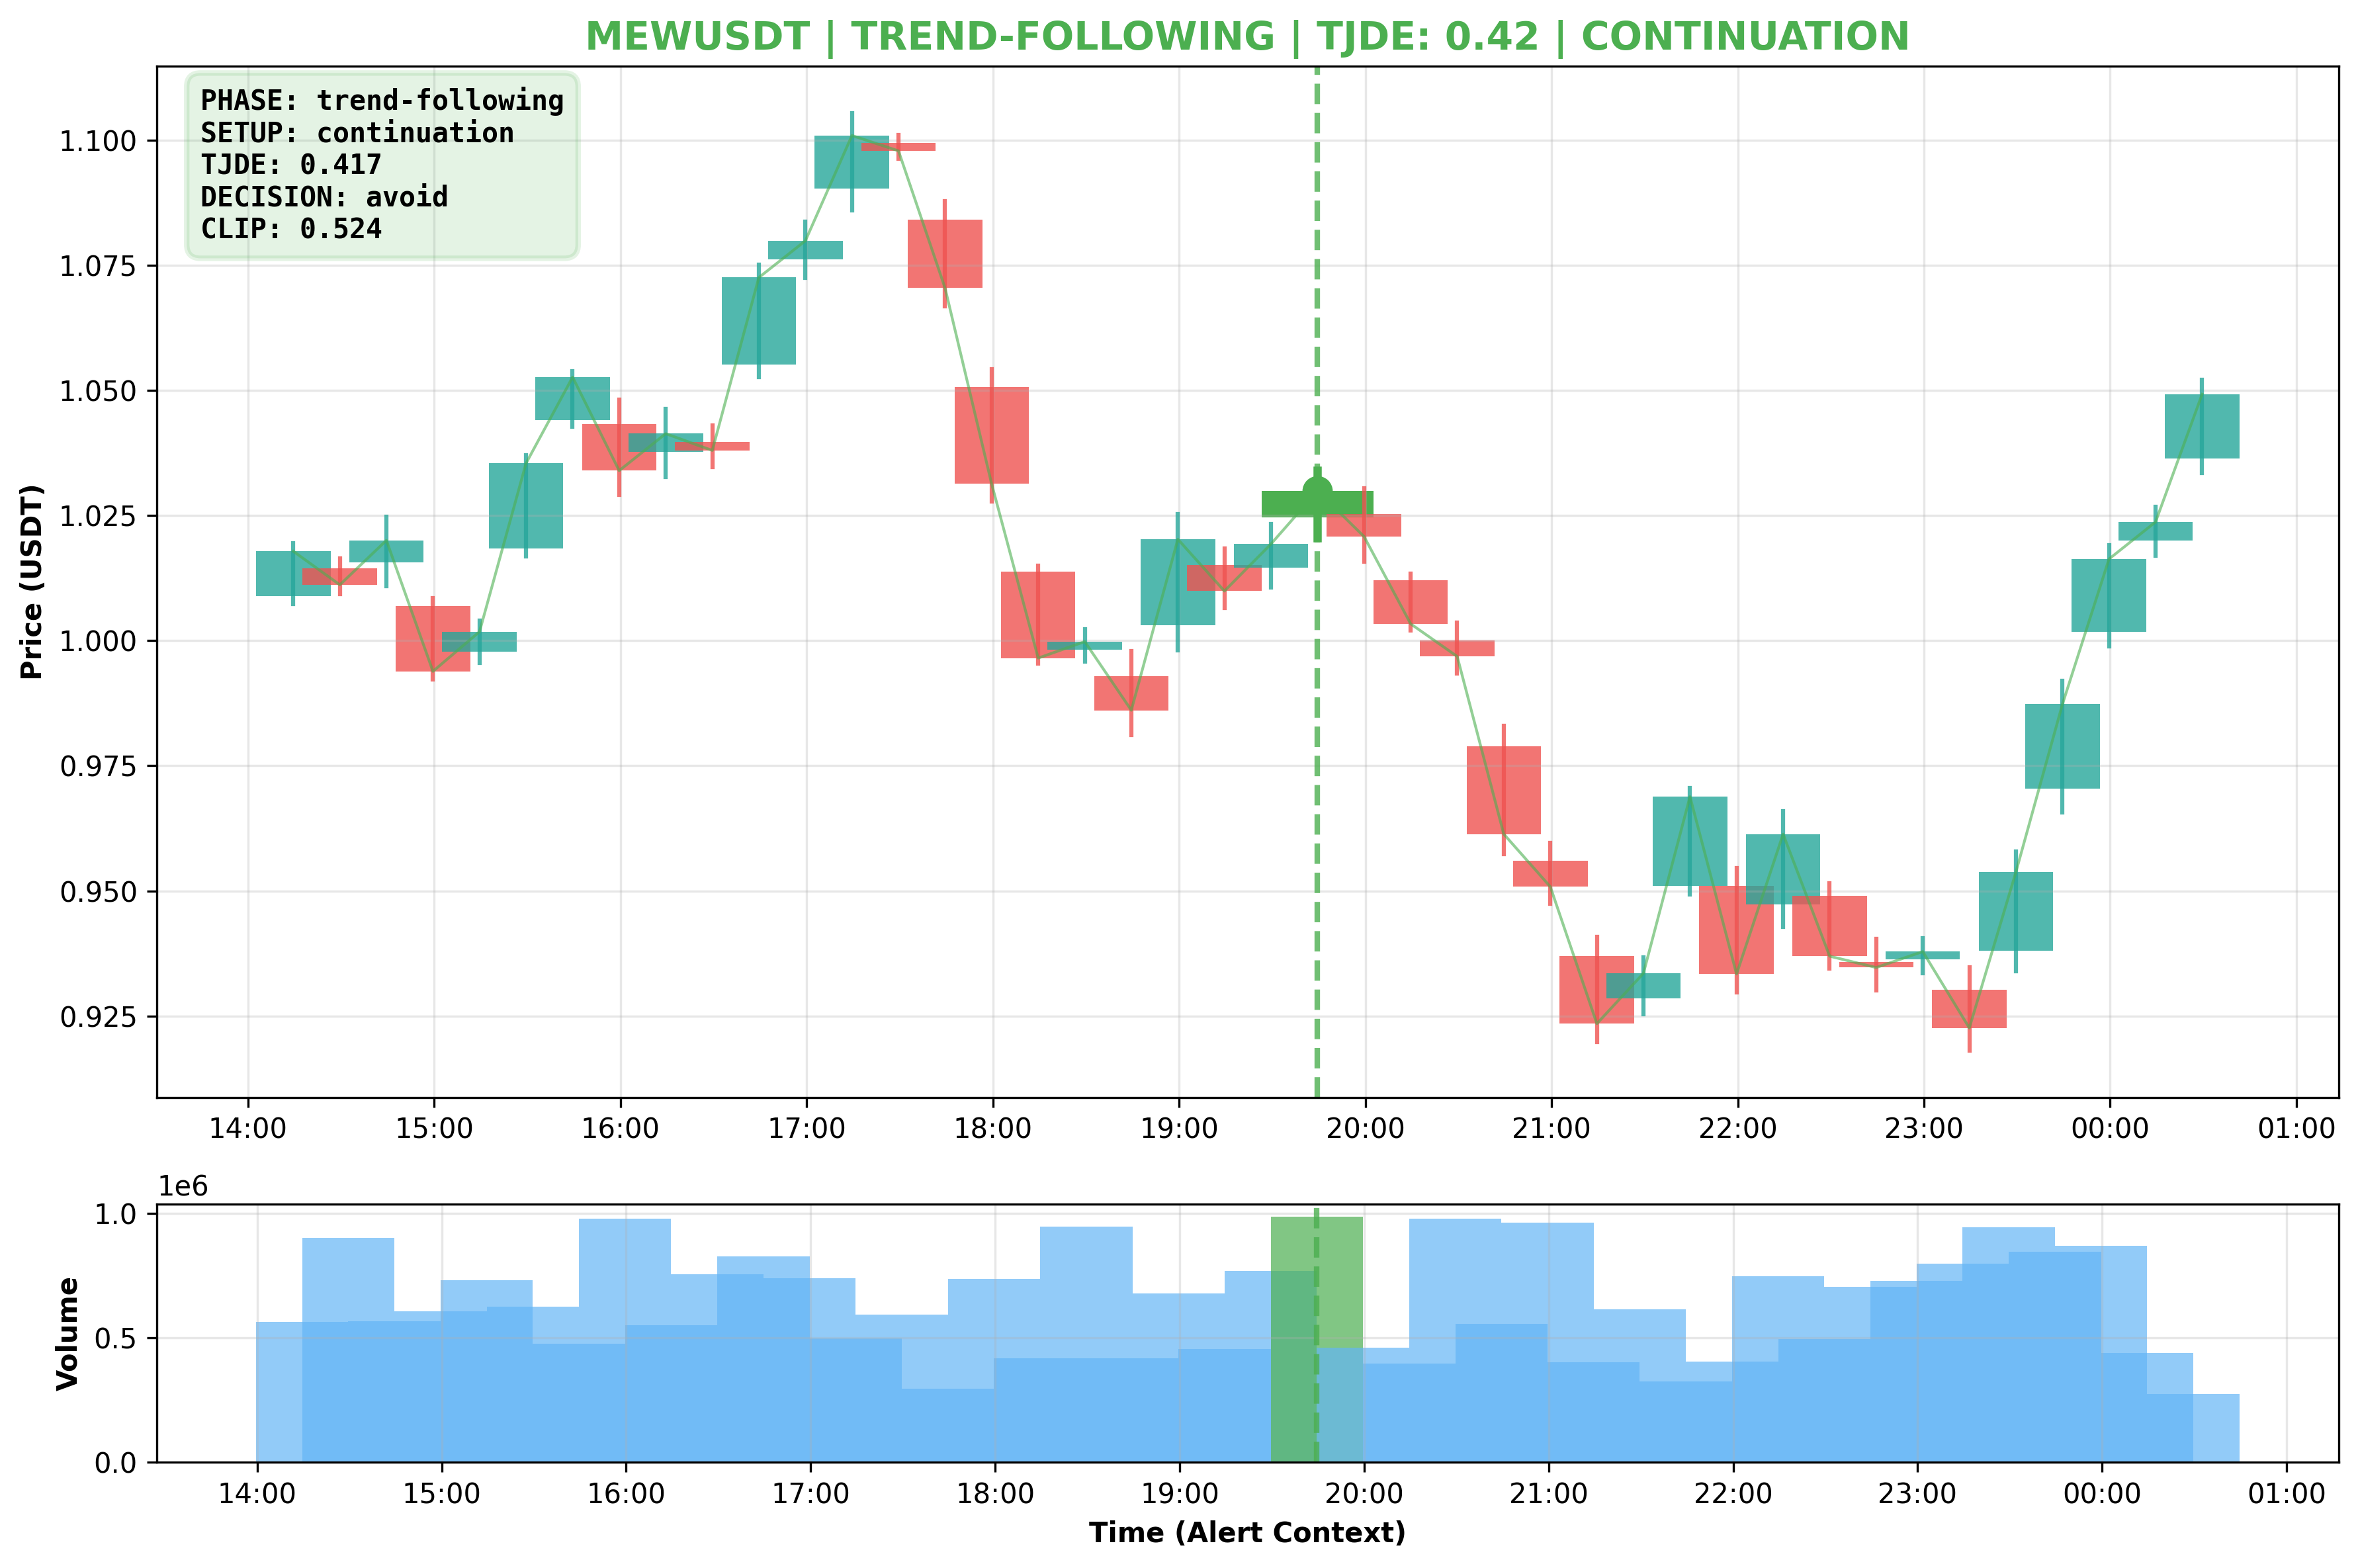 MEWUSDT | TREND-FOLLOWING | TJDE: 0.42 | CONTINUATION
PHASE: trend-following
SETUP: continuation
TJDE: 0.417
DECISION: avoid
CLIP: 0.524
Price (USDT)
1.100
1.075
1.050
1.025
1.000
0.975
0.950
0.925
14:00 15:00 16:00 17:00 18:00 19:00 20:00 21:00 22:00 23:00 00:00 01:00
1e6
Volume
1.0
0.5
0.0
14:00 15:00 16:00 17:00 18:00 19:00 20:00 21:00 22:00 23:00 00:00 01:00
Time (Alert Context)